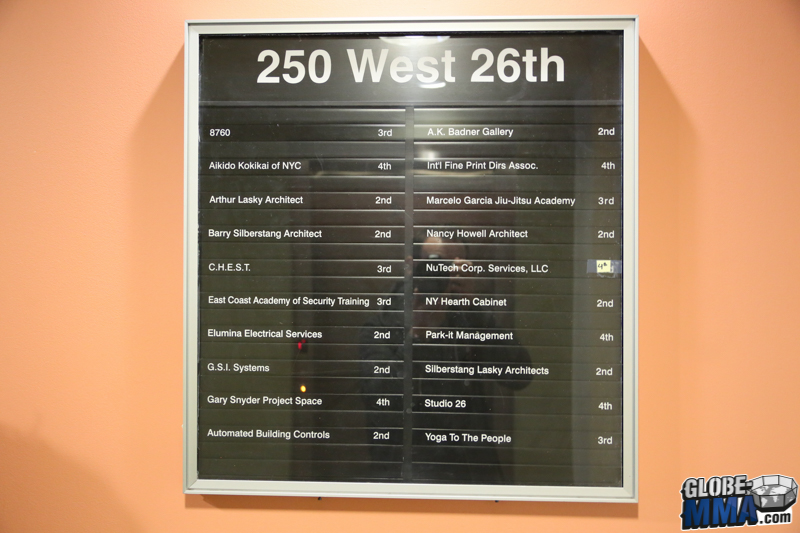 250 West 26th
8760 3rd
Aikido Kokikai of NYC 4th
Arthur Lasky Architect 2nd
Barry Silberstang Architect 2nd
C.H.E.S.T. 3rd
East Coast Academy of Security Training 3rd
Elumina Electrical Services 2nd
G.S.I. Systems 2nd
Gary Snyder Project Space 4th
Automated Building Controls 2nd
A.K. Badner Gallery 2nd
Int'l Fine Print Dlrs Assoc. 4th
Marcelo Garcia Jiu-Jitsu Academy 3rd
Nancy Howell Architect 2nd
NuTech Corp. Services, LLC 4th
NY Hearth Cabinet 2nd
Park-it Management 4th
Silberstang Lasky Architects 2nd
Studio 26 4th
Yoga To The People 3rd
GLOBE-
MMA.com